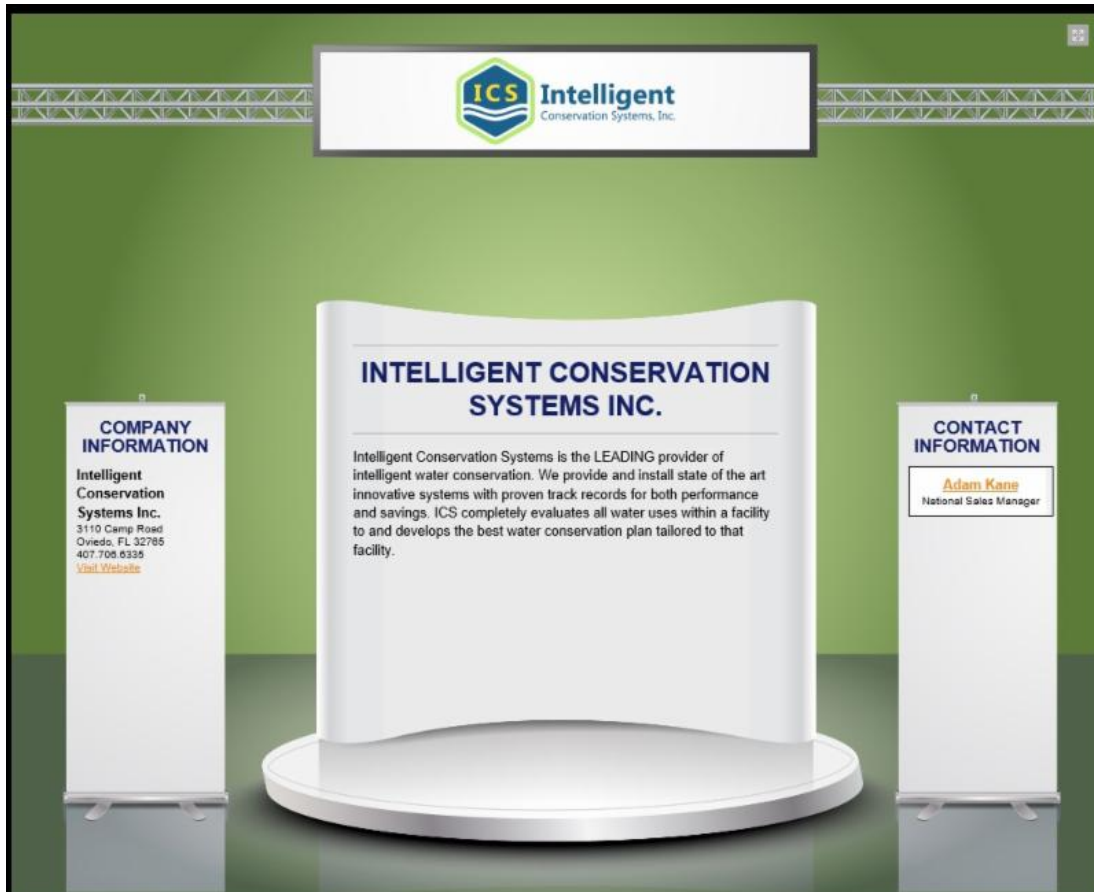 ICS
Intelligent
Conservation Systems, Inc.
INTELLIGENT CONSERVATION
SYSTEMS INC.
Intelligent Conservation Systems is the LEADING provider of
intelligent water conservation. We provide and install state of the art
innovative systems with proven track records for both performance
and savings. ICS completely evaluates all water uses within a facility
to and develops the best water conservation plan tailored to that
facility.
COMPANY
INFORMATION
Intelligent
Conservation
Systems Inc.
3110 Camp Road
Oviedo, FL 32765
407.706.6335
Visit Website
CONTACT
INFORMATION
Adam Kane
National Sales Manager